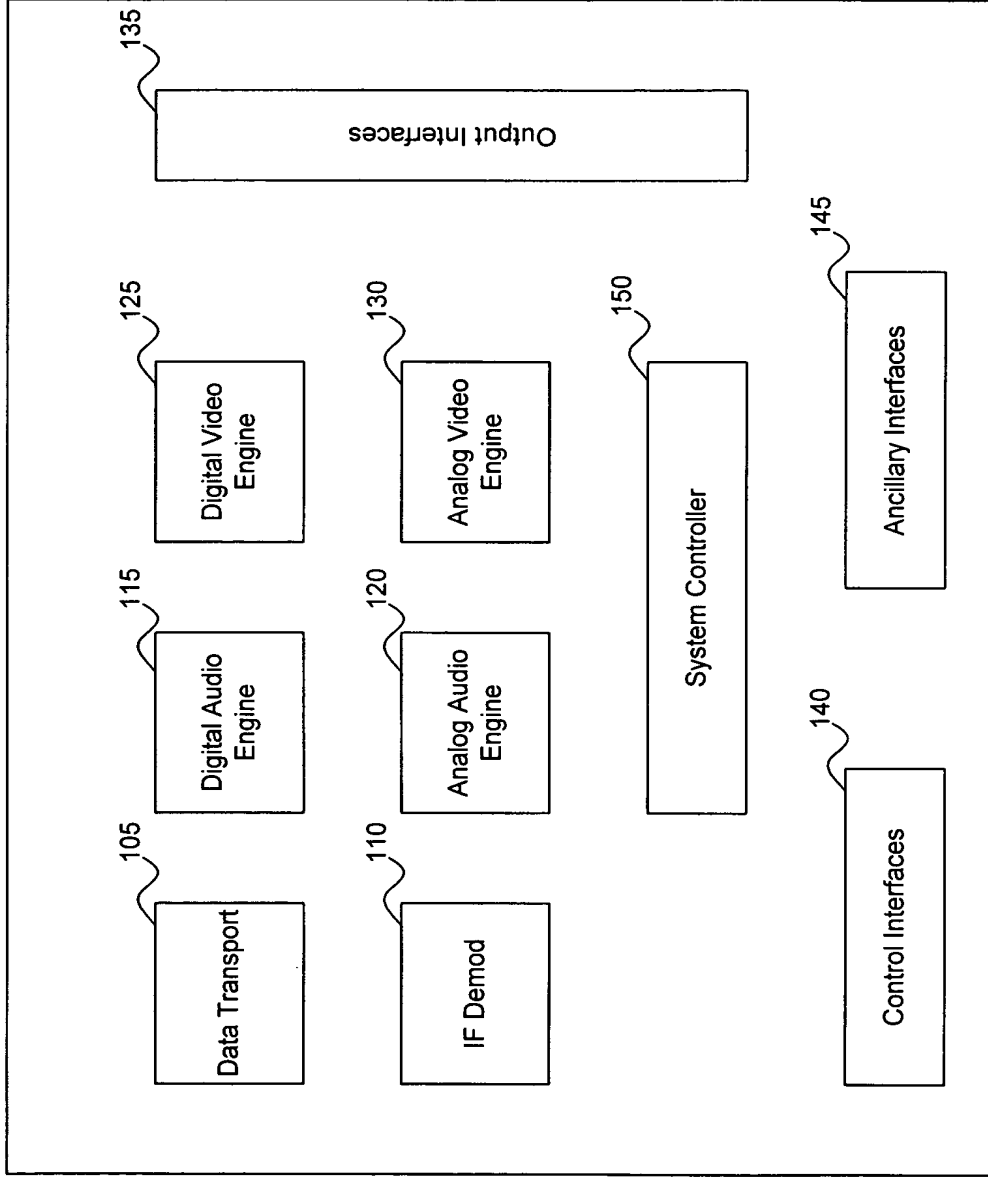 105
Data Transport
115
Digital Audio
Engine
125
Digital Video
Engine
135
Output Interfaces
110
IF Demod
120
Analog Audio
Engine
130
Analog Video
Engine
150
System Controller
140
Control Interfaces
145
Ancillary Interfaces